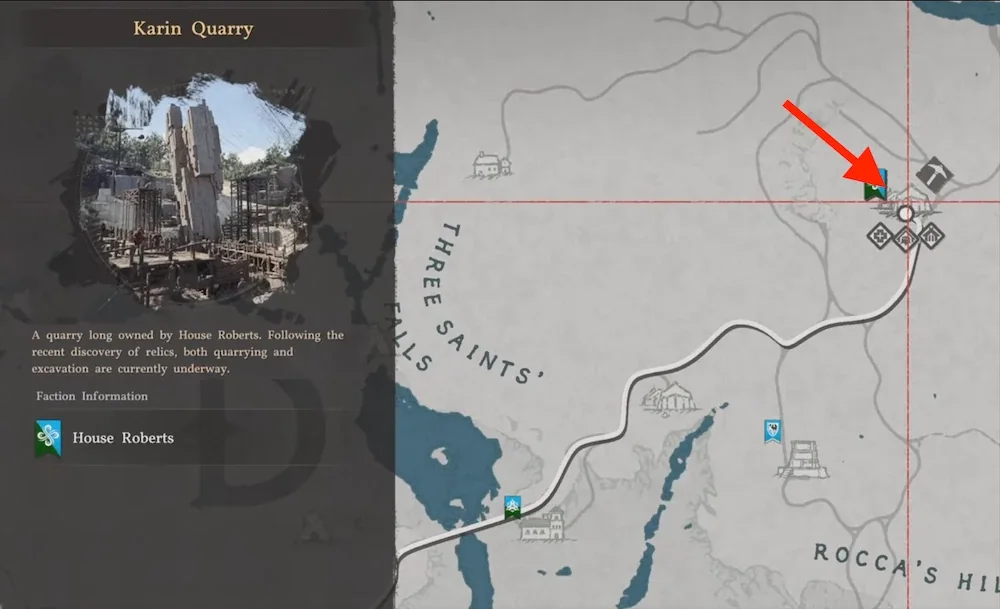 Karin Quarry
A quarry long owned by House Roberts. Following the
recent discovery of relics, both quarrying and
excavation are currently underway.
Faction Information
House Roberts
THREE SAINTS'
FALLS
ROCCA'S HIL